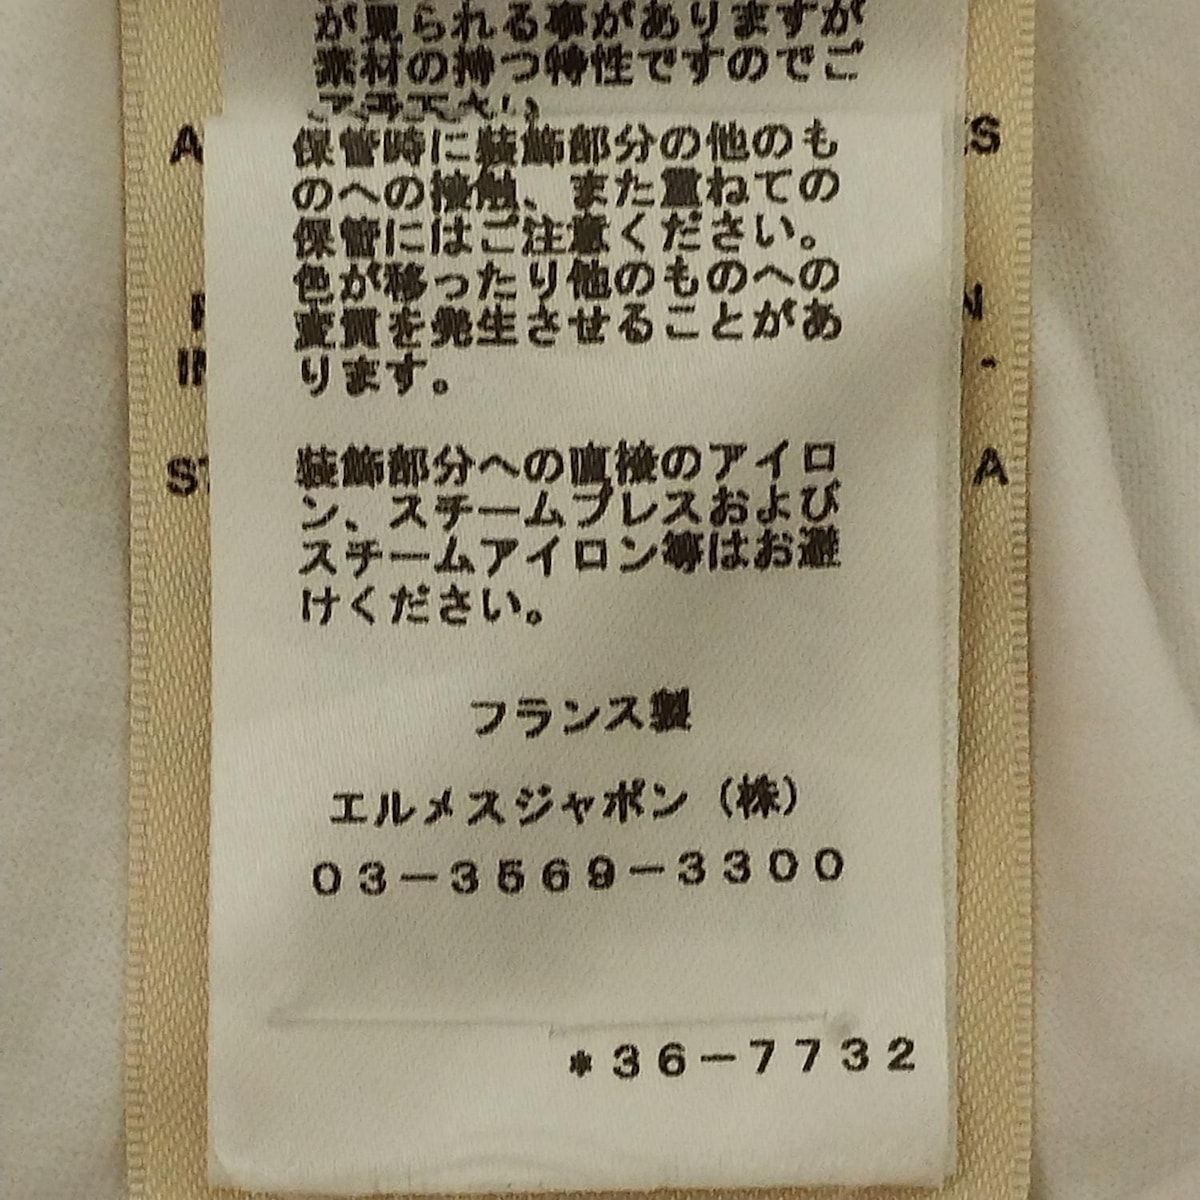 が見られる事がありますが
素材の持つ特性ですのでご
了承下さい
保管時に装飾部分の他のも
のへの接触、また重ねての
保管にはご注意ください。
色が移ったり他のものへの
変質を発生させることがあ
ります。
装飾部分への直接のアイロ
ン、スチームプレスおよび
スチームアイロン等はお避
けください。
フランス製
エルメスジャポン（株）
03-3569-3300
*36-7732